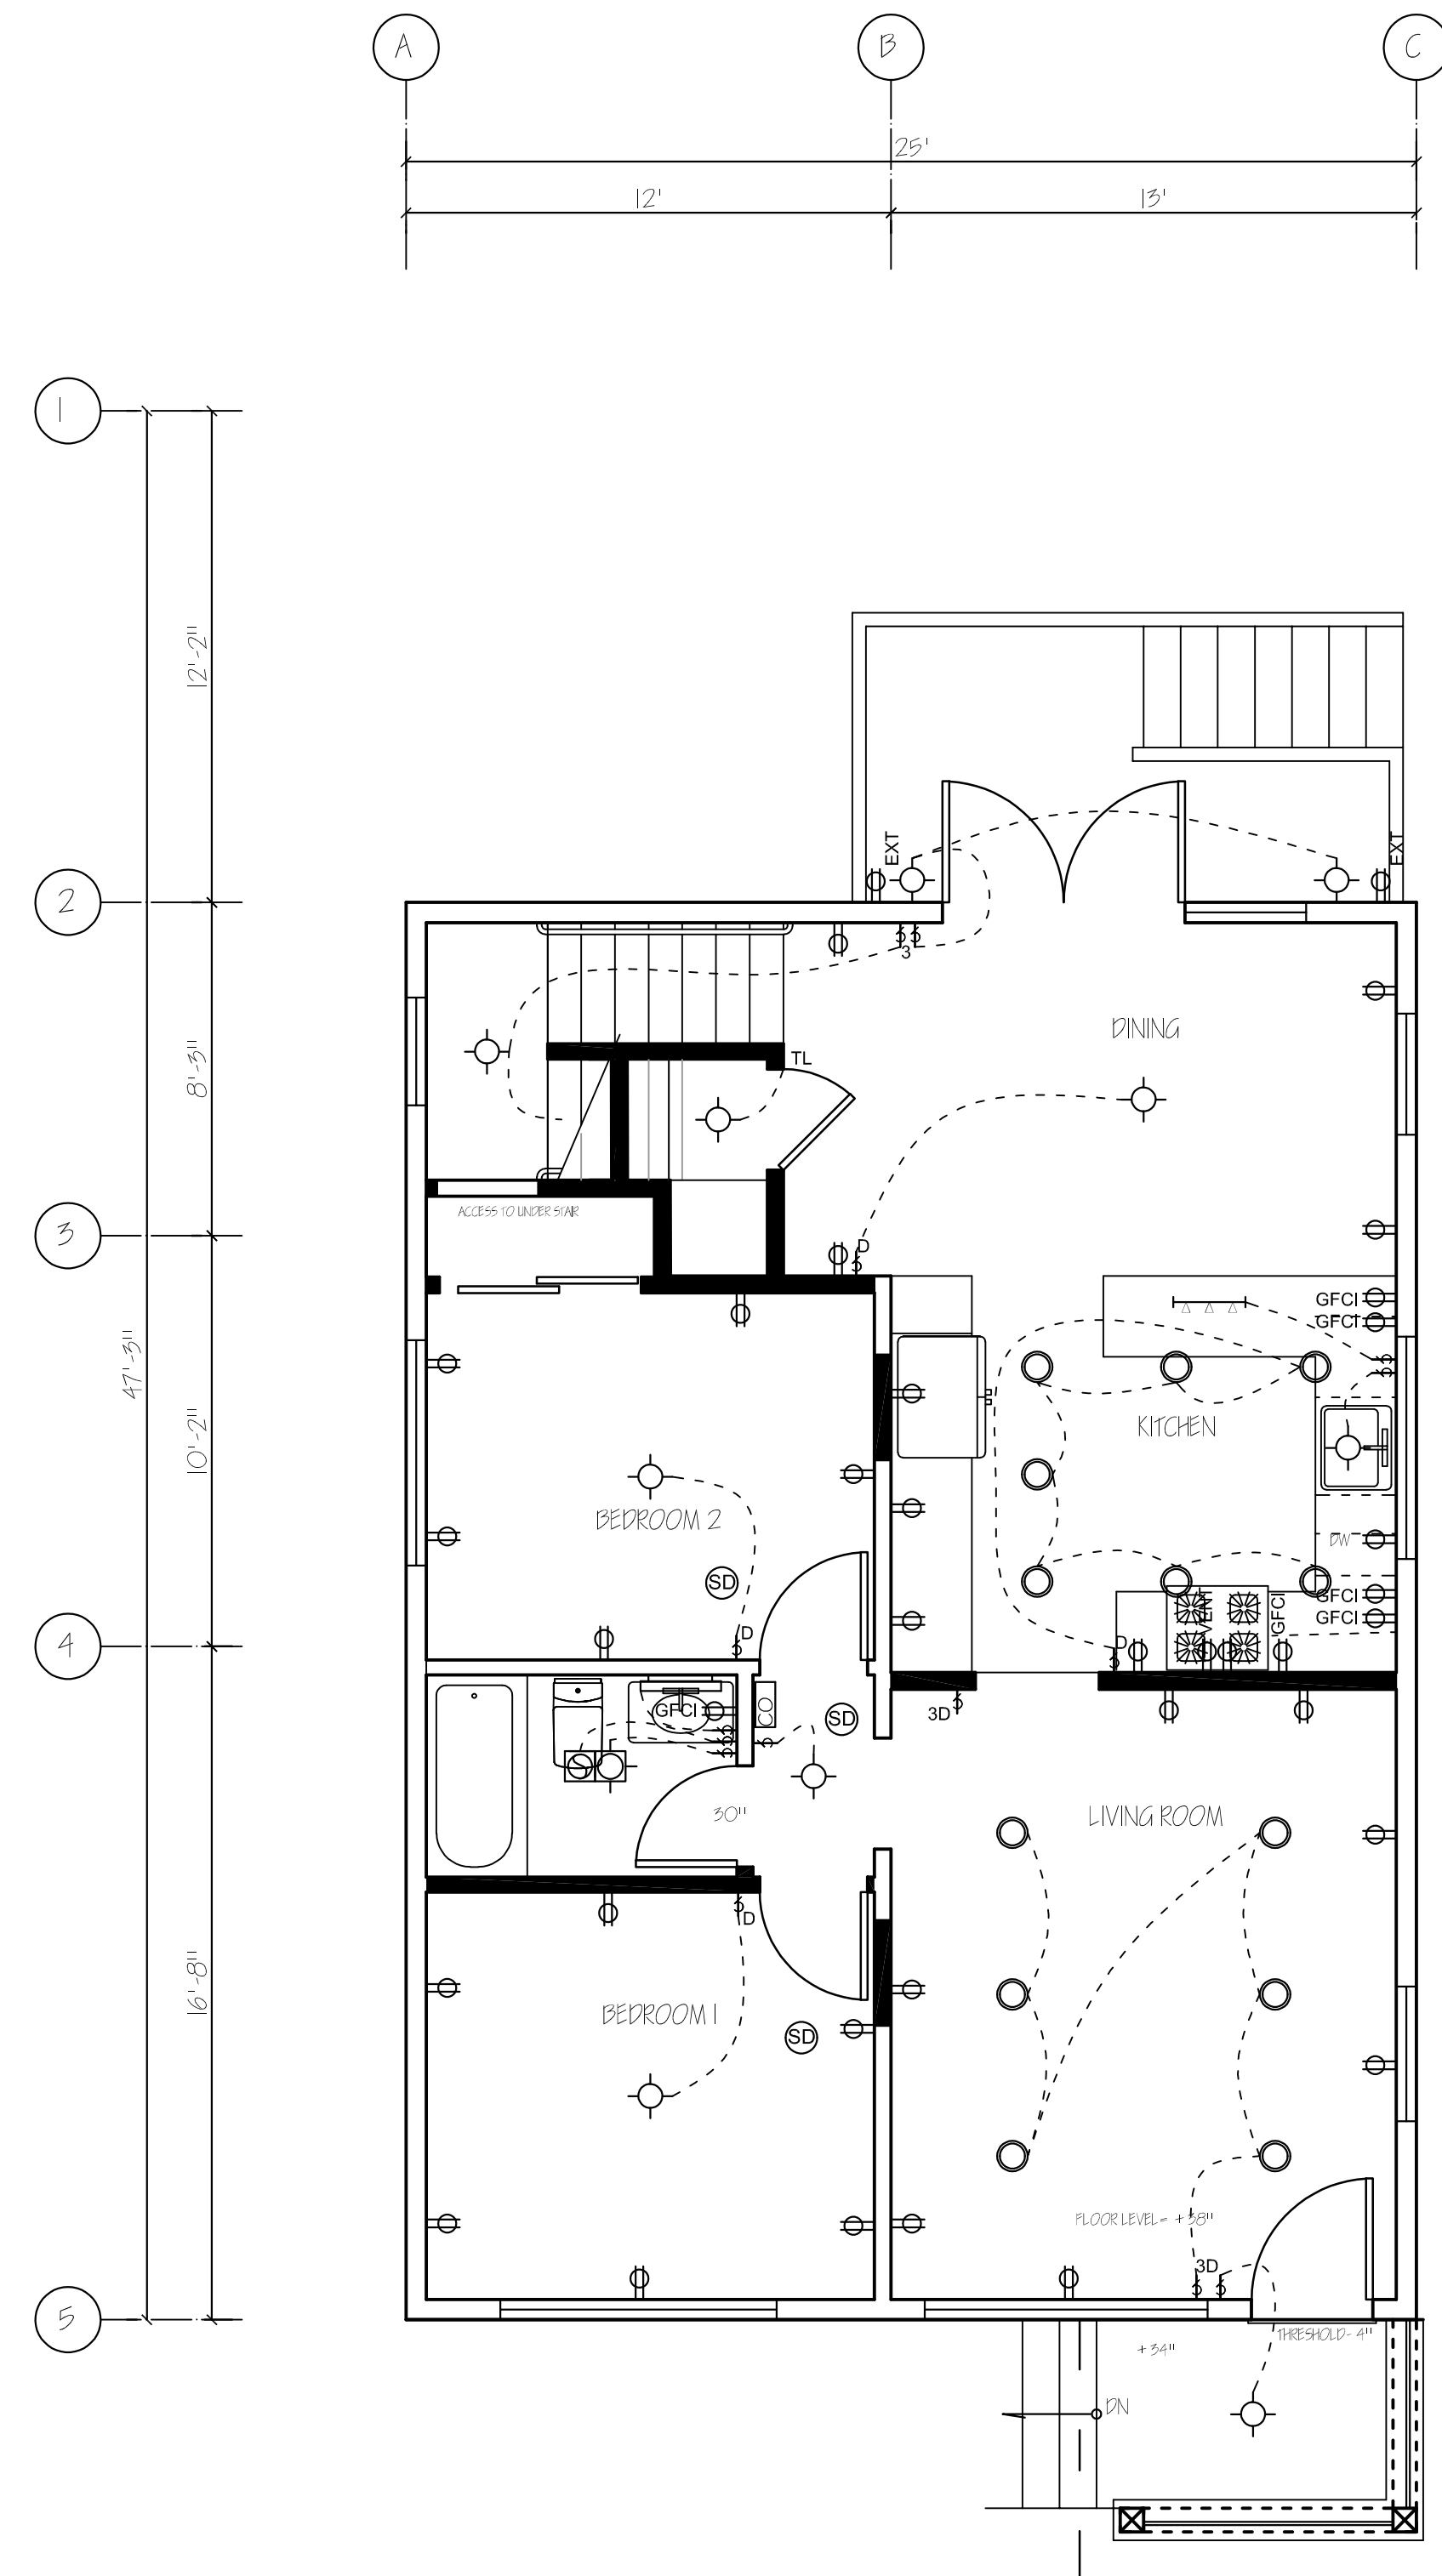 A
B
C
25'
12'
13'
1
12'-2"
EXT
EXT
2
3
TL
DINING
8'-3"
3
ACCESS TO UNDER STAIR
D
GFCI
GFCI
47'-3"
10'-2"
KITCHEN
BEDROOM 2
DW
SD
GFCI
GFCI
VENT
GFCI
4
D
D
GFCI
CO
SD
3D
30"
LIVING ROOM
D
16'-8"
BEDROOM 1
SD
FLOOR LEVEL= +38"
3D
5
THRESHOLD- 4"
+34"
DN